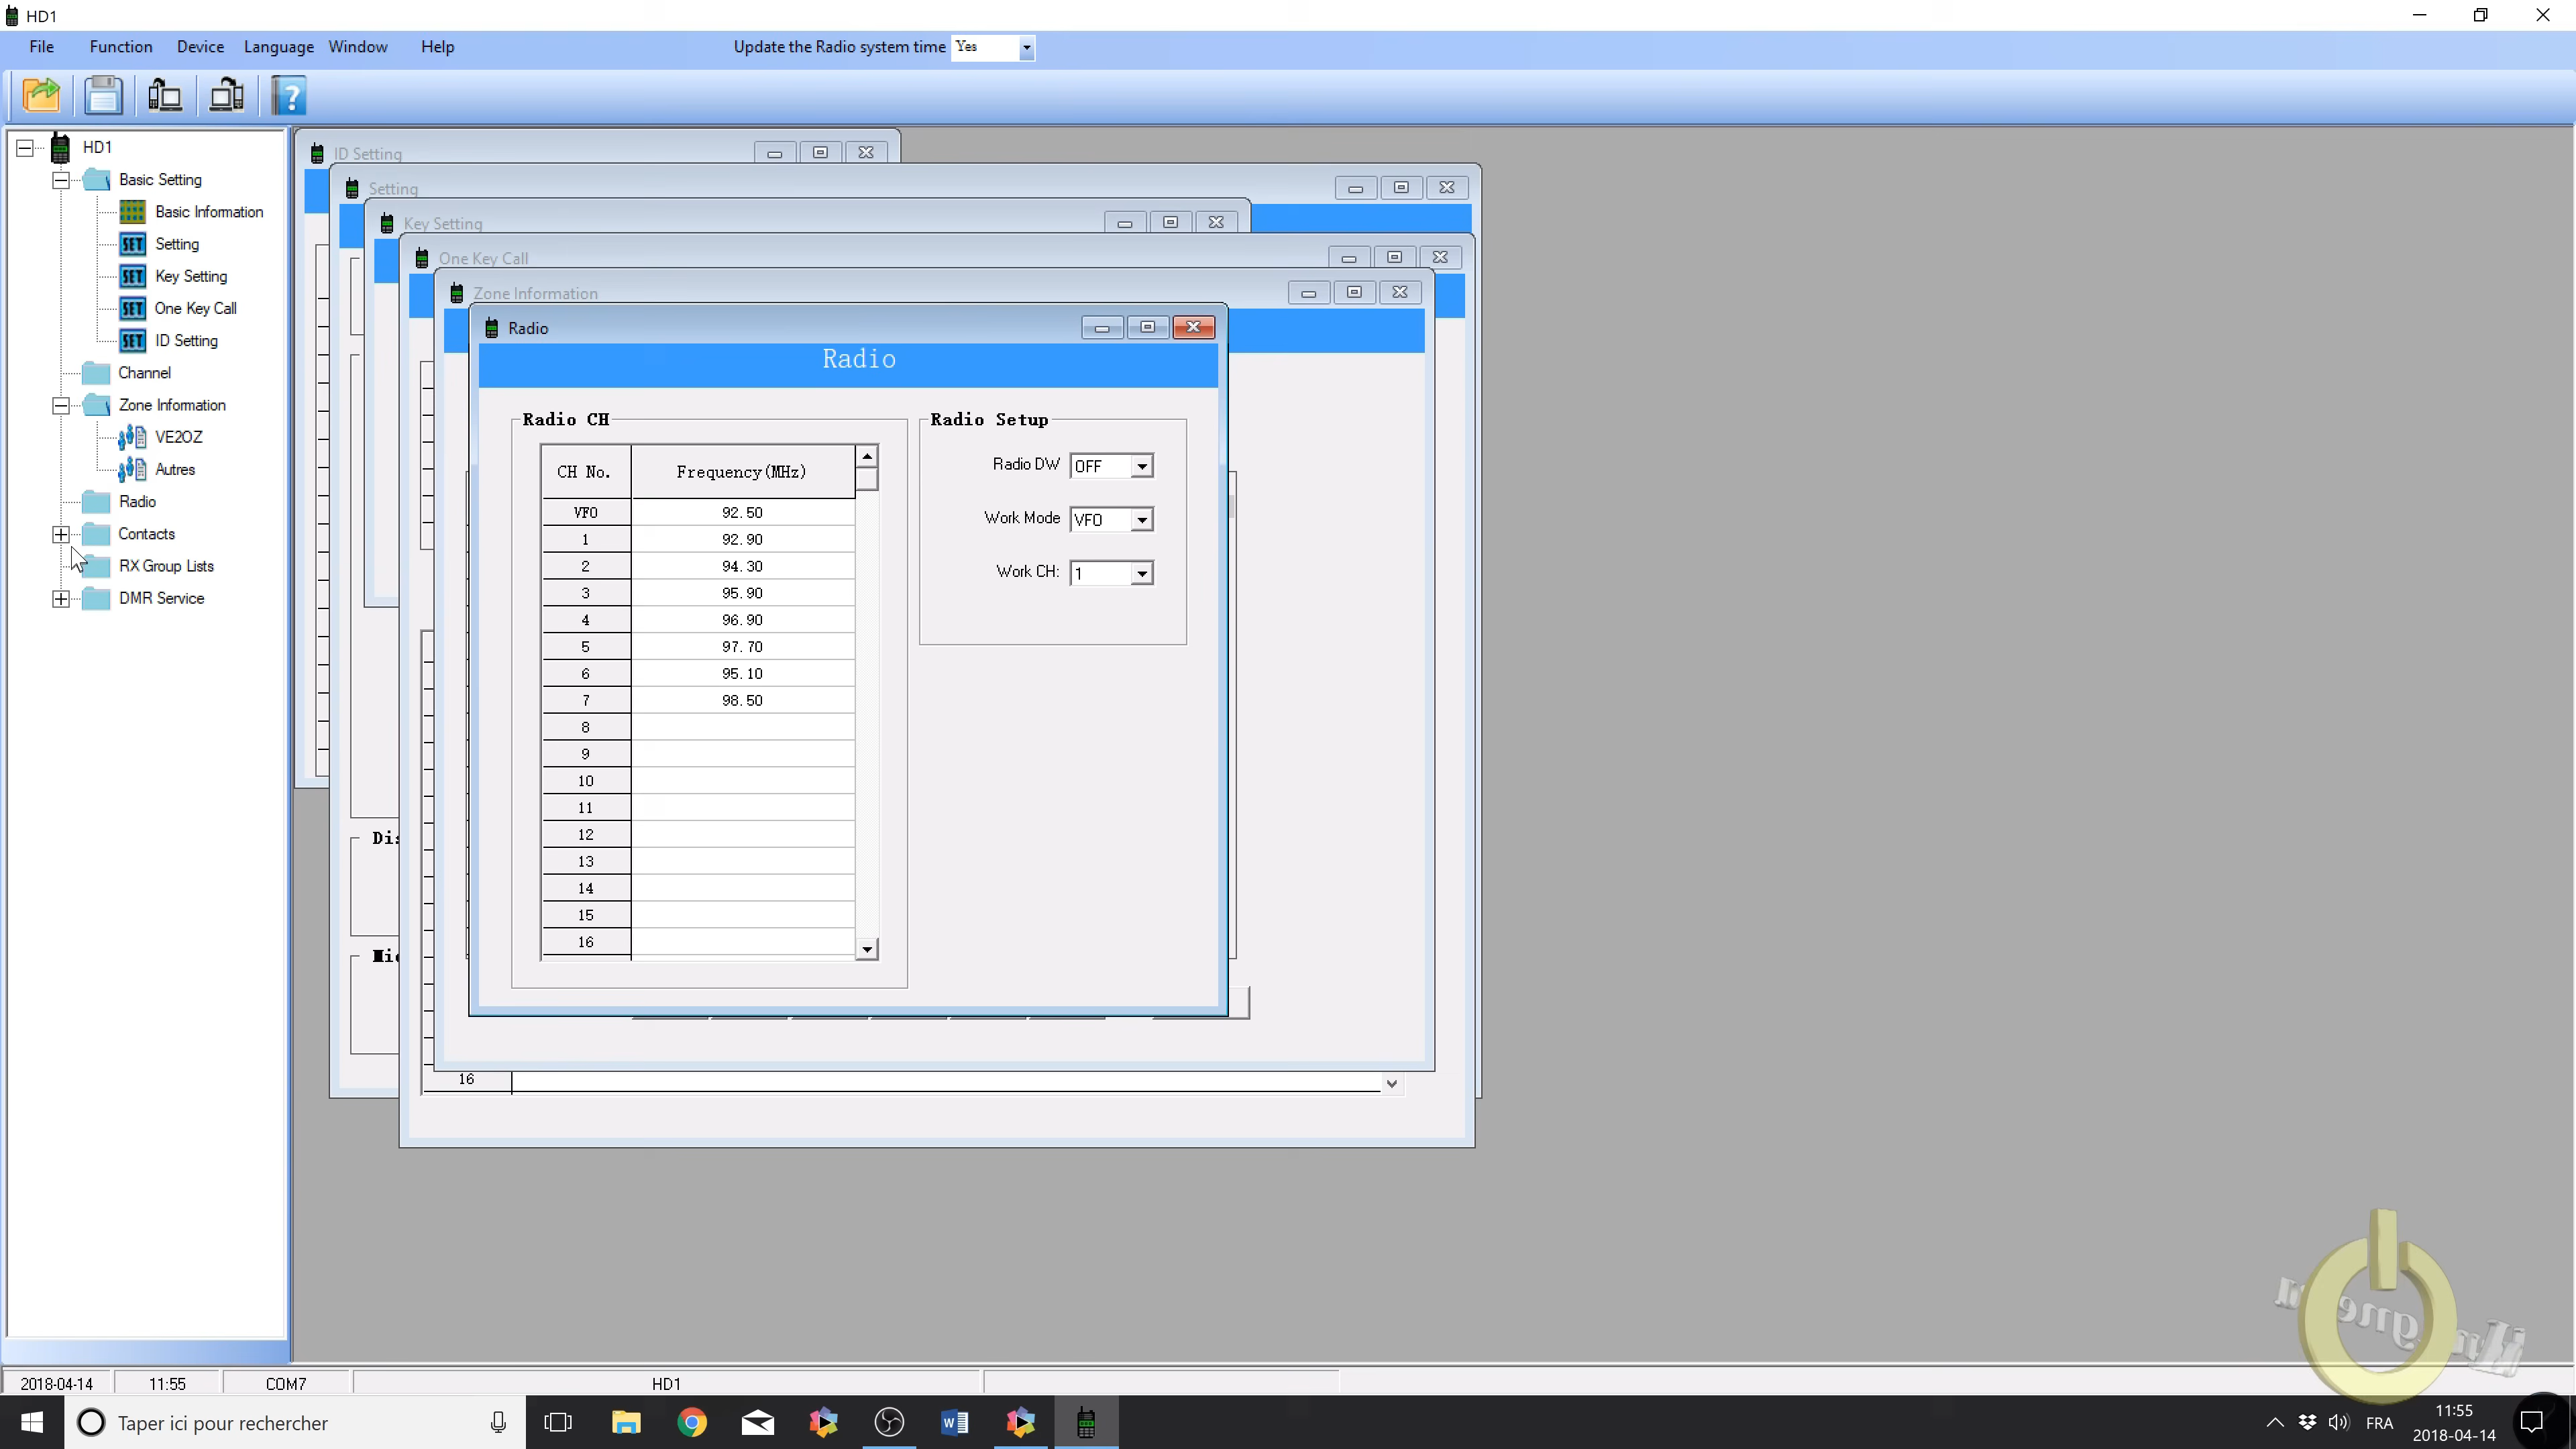 HD1
File Function Device Language Window Help Update the Radio system time Yes
HD1
Basic Setting
Basic Information
SET Setting
SET Key Setting
SET One Key Call
SET ID Setting
Channel
Zone Information
VE2OZ
Autres
Radio
Contacts
RX Group Lists
DMR Service
ID Setting
Setting
Key Setting
One Key Call
Zone Information
Radio
Radio
Radio CH
CH No. Frequency(MHz)
VFO 92.50
1 92.90
2 94.30
3 95.90
4 96.90
5 97.70
6 95.10
7 98.50
8
9
10
11
12
13
14
15
16
Radio Setup
Radio DW OFF
Work Mode VFO
Work CH: 1
16
2018-04-14 11:55 COM7 HD1
Taper ici pour rechercher
FRA
11:55
2018-04-14